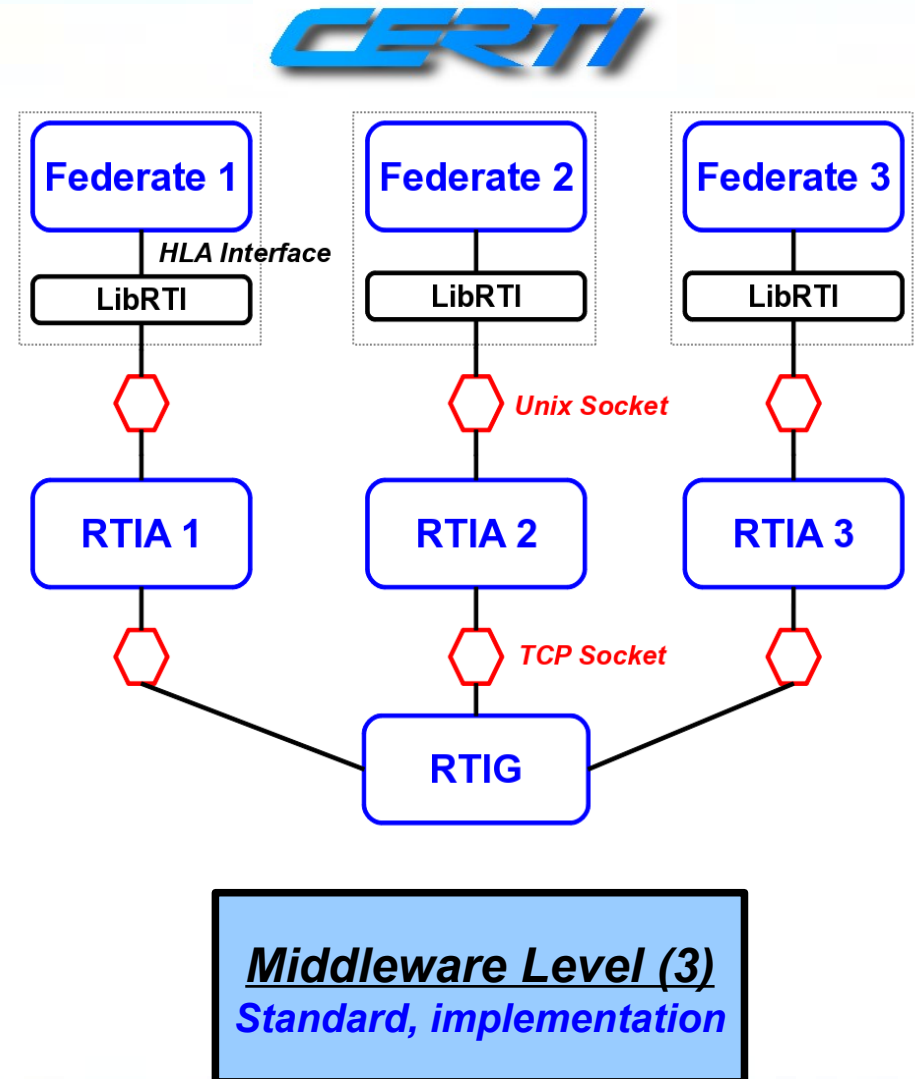 CERTI
Federate 1
Federate 2
Federate 3
HLA Interface
LibRTI
LibRTI
LibRTI
Unix Socket
RTIA 1
RTIA 2
RTIA 3
TCP Socket
RTIG
Middleware Level (3)
Standard, implementation